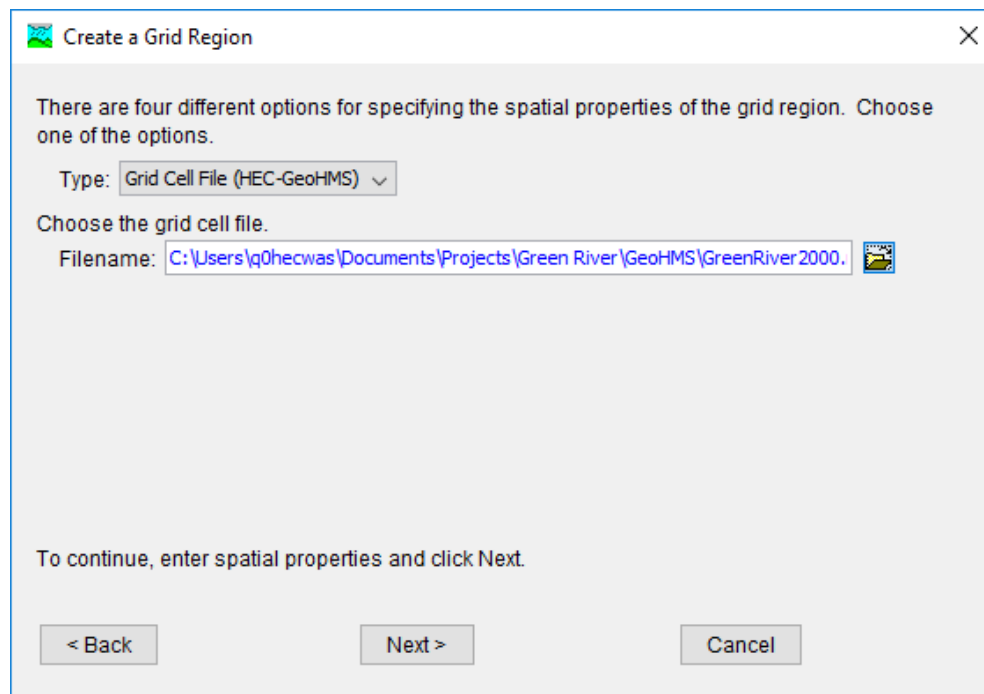 Create a Grid Region
There are four different options for specifying the spatial properties of the grid region.  Choose
one of the options.
Type: Grid Cell File (HEC-GeoHMS)
Choose the grid cell file.
Filename: C:\Users\q0hecwas\Documents\Projects\Green River\GeoHMS\GreenRiver2000.
To continue, enter spatial properties and click Next.
< Back Next > Cancel